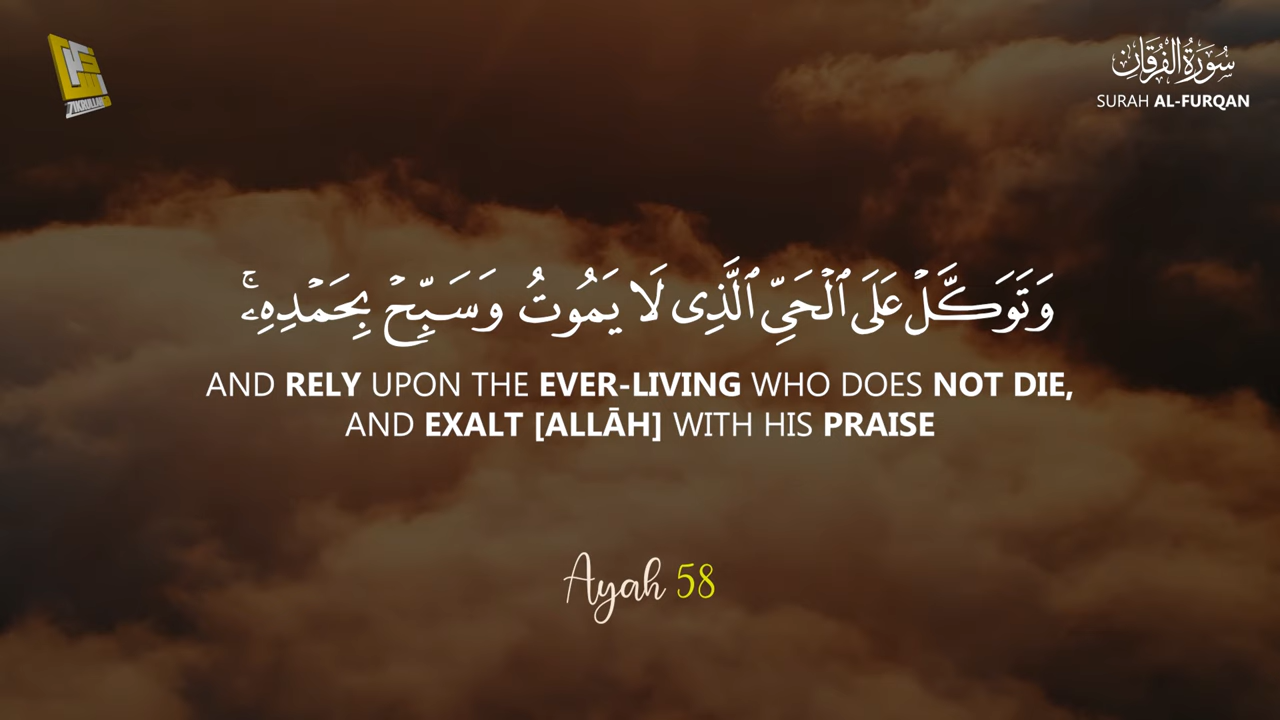 ZIKRULLAH
سُورَةُ الْفُرْقَانِ
SURAH AL-FURQAN
وَتَوَكَّلْ عَلَى ٱلْحَىِّ ٱلَّذِى لَا يَمُوتُ وَسَبِّحْ بِحَمْدِهِۦ ۚ
AND RELY UPON THE EVER-LIVING WHO DOES NOT DIE,
AND EXALT [ALLĀH] WITH HIS PRAISE
Ayah 58